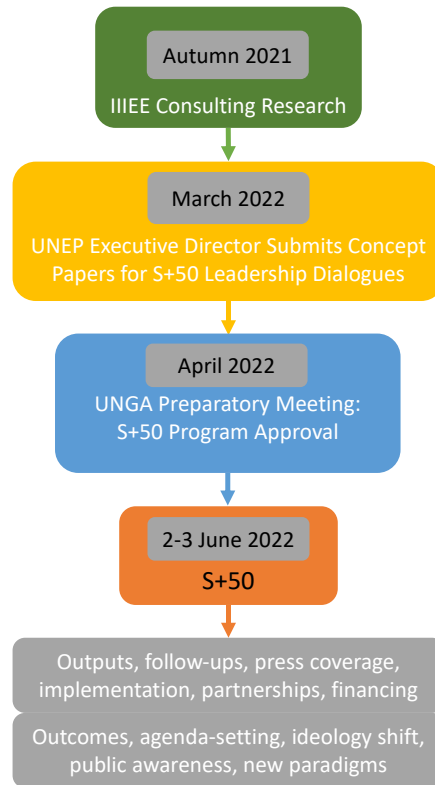 Autumn 2021
IIIEE Consulting Research
March 2022
UNEP Executive Director Submits Concept
Papers for S+50 Leadership Dialogues
April 2022
UNGA Preparatory Meeting:
S+50 Program Approval
2-3 June 2022
S+50
Outputs, follow-ups, press coverage,
implementation, partnerships, financing
Outcomes, agenda-setting, ideology shift,
public awareness, new paradigms